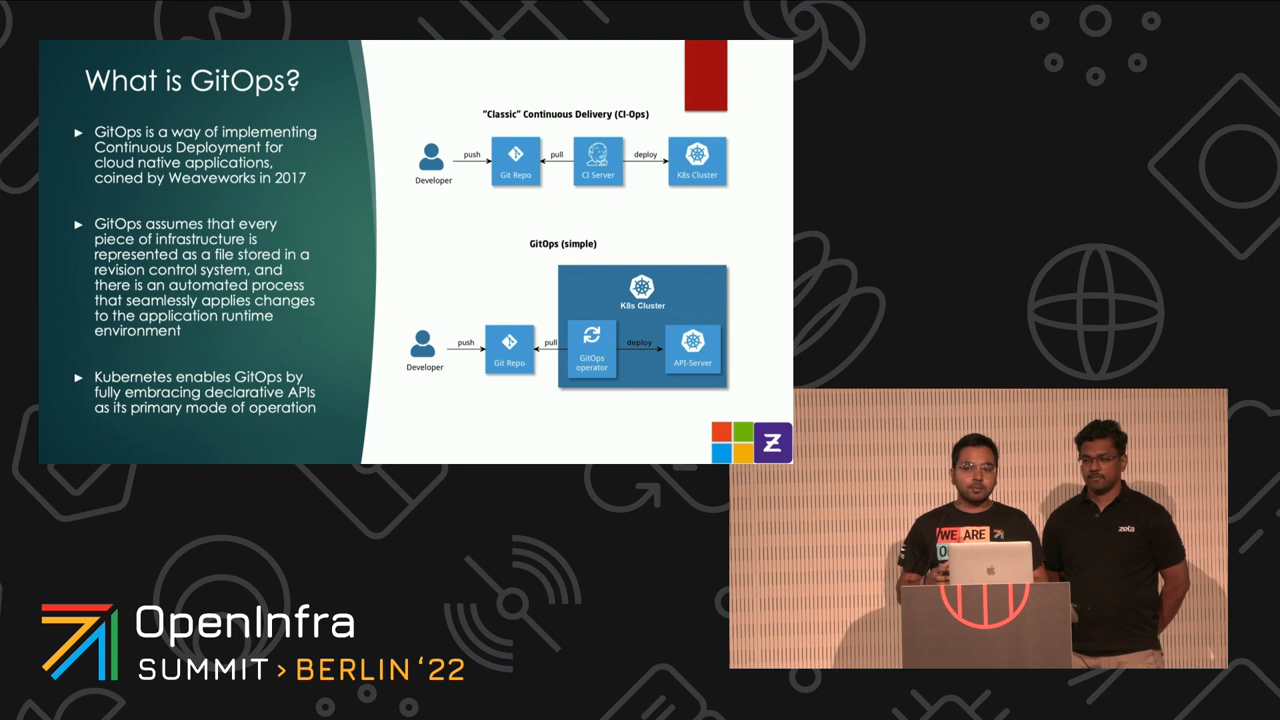 What is GitOps?
► GitOps is a way of implementing
Continuous Deployment for
cloud native applications,
coined by Weaveworks in 2017
► GitOps assumes that every
piece of infrastructure is
represented as a file stored in a
revision control system, and
there is an automated process
that seamlessly applies changes
to the application runtime
environment
► Kubernetes enables GitOps by
fully embracing declarative APIs
as its primary mode of operation
"Classic" Continuous Delivery (CI-Ops)
push
pull
deploy
Developer
Git Repo
CI Server
K8s Cluster
GitOps (simple)
K8s Cluster
push
pull
deploy
Developer
Git Repo
GitOps
operator
API-Server
WE ARE
O
zeta
OpenInfra
SUMMIT > BERLIN '22